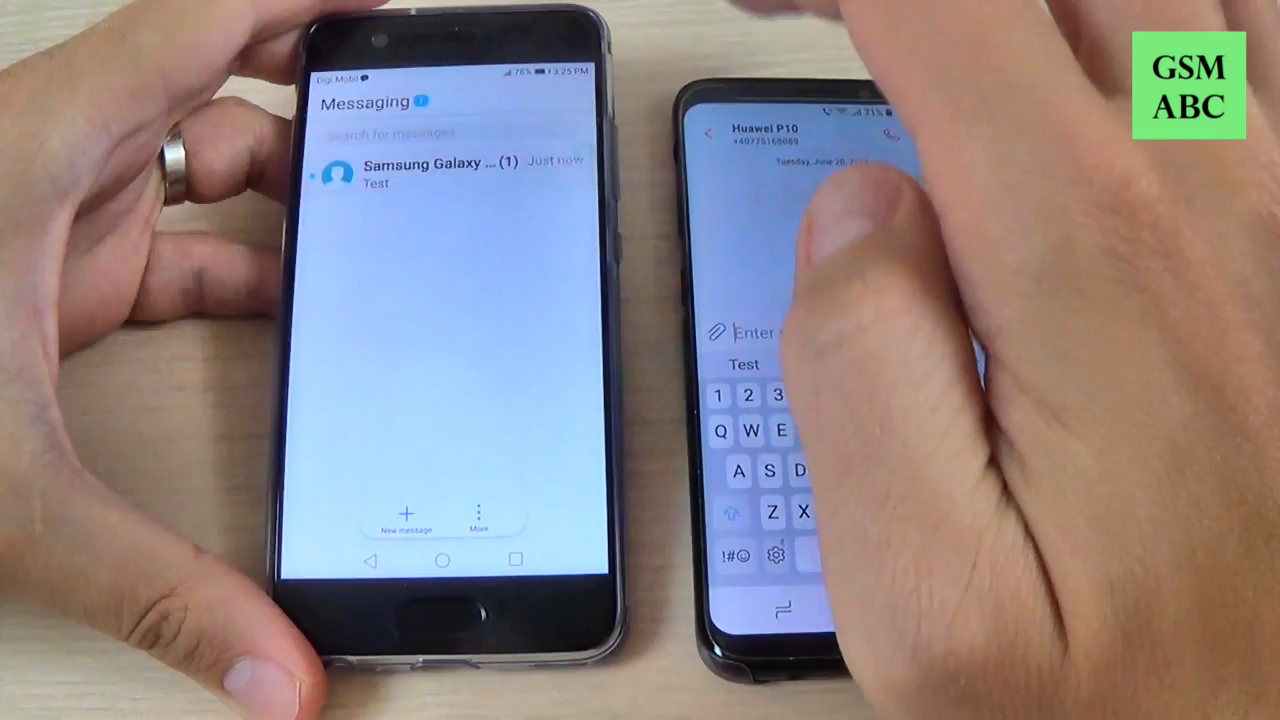 GSM
ABC
Digi.Mobil
78% 3:25 PM
Messaging 1
Search for messages
Samsung Galaxy ... (1) Just now
Test
New message
More
71%
Huawei P10
+40775168089
Tuesday, June 20,
Enter
Test
1 2 3
Q W E
A S D
Z X
!#☺